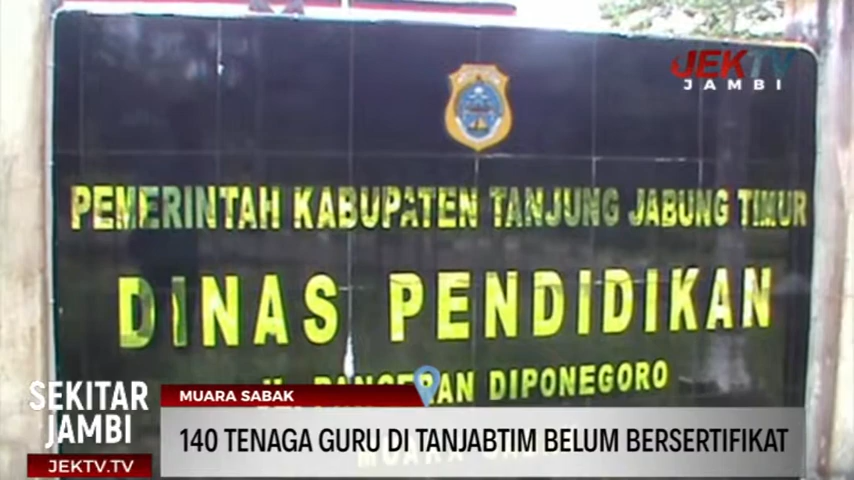 JEKTV
JAMBI
PEMERINTAH KABUPATEN TANJUNG JABUNG TIMUR
DINAS PENDIDIKAN
DIPONEGORO
SEKITAR
JAMBI
JEKTV.TV
MUARA SABAK
140 TENAGA GURU DI TANJABTIM BELUM BERSERTIFIKAT